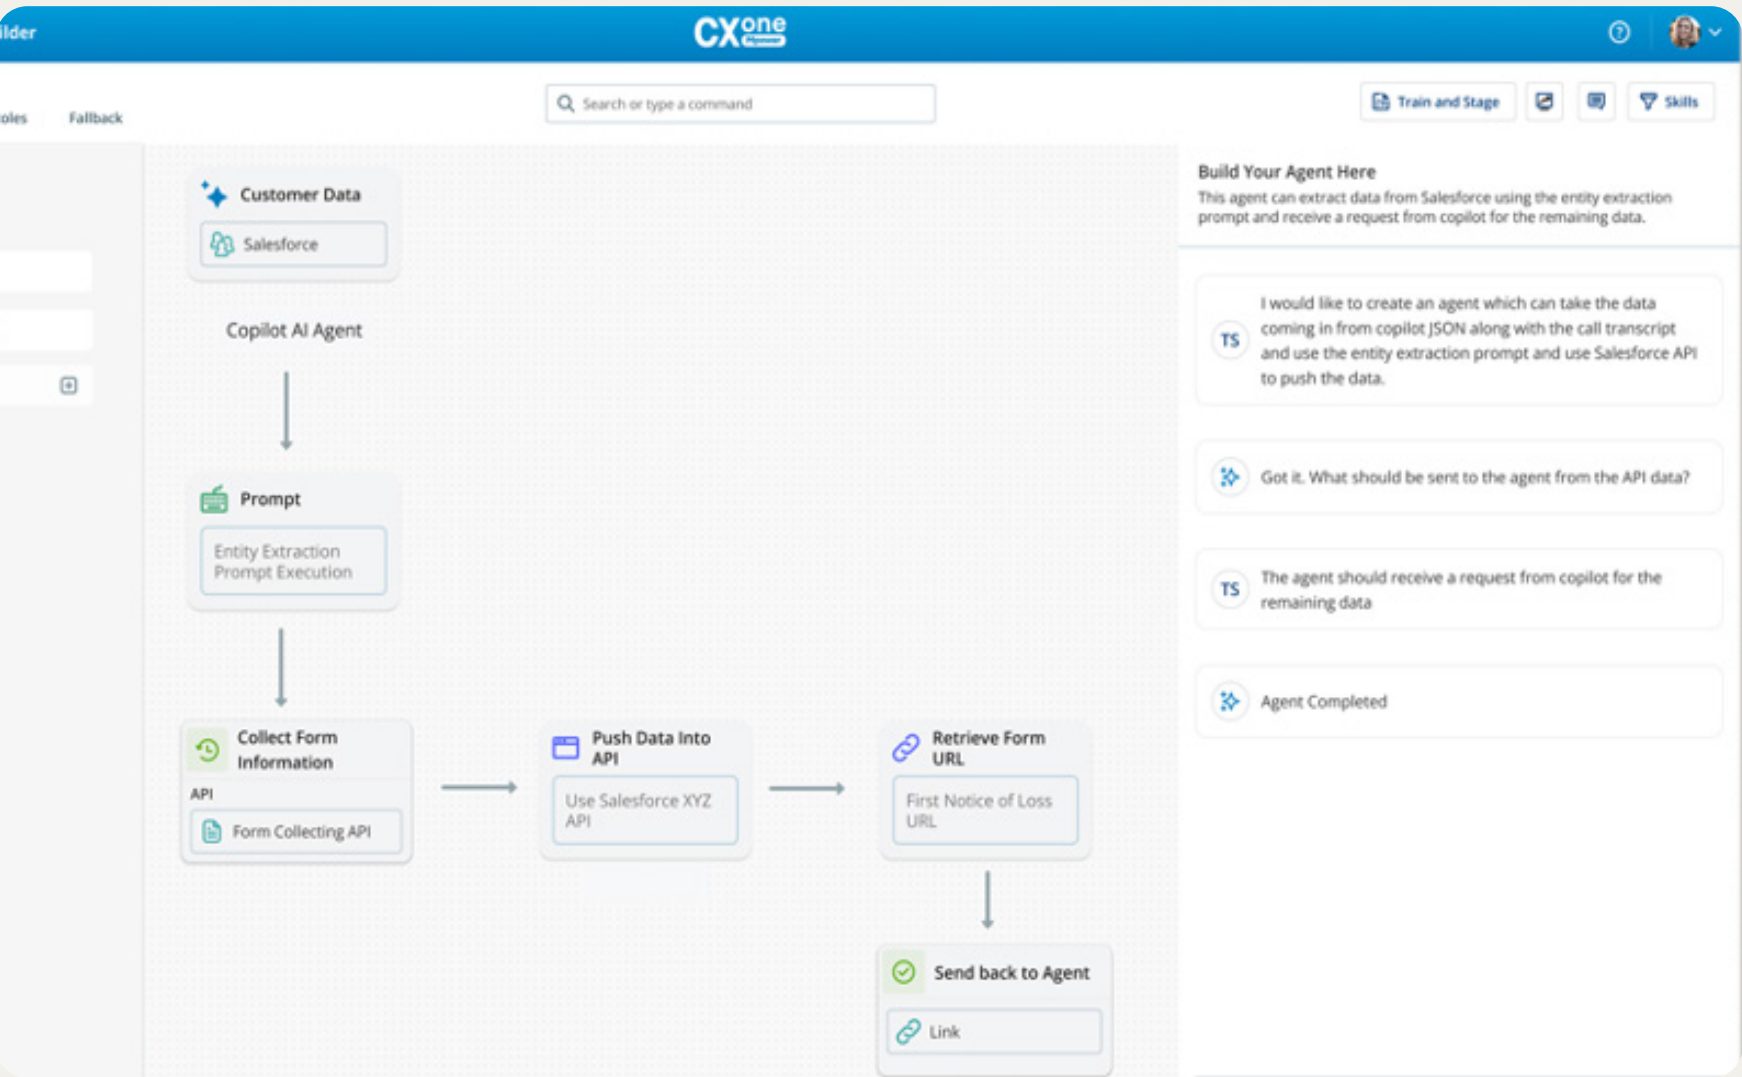 ilder
CXone
oles
Fallback
Search or type a command
Train and Stage
Skills
Customer Data
Salesforce
Copilot AI Agent
Prompt
Entity Extraction
Prompt Execution
Collect Form
Information
API
Form Collecting API
Push Data Into
API
Use Salesforce XYZ
API
Retrieve Form
URL
First Notice of Loss
URL
Send back to Agent
Link
Build Your Agent Here
This agent can extract data from Salesforce using the entity extraction
prompt and receive a request from copilot for the remaining data.
TS
I would like to create an agent which can take the data
coming in from copilot JSON along with the call transcript
and use the entity extraction prompt and use Salesforce API
to push the data.
Got it. What should be sent to the agent from the API data?
TS
The agent should receive a request from copilot for the
remaining data
Agent Completed